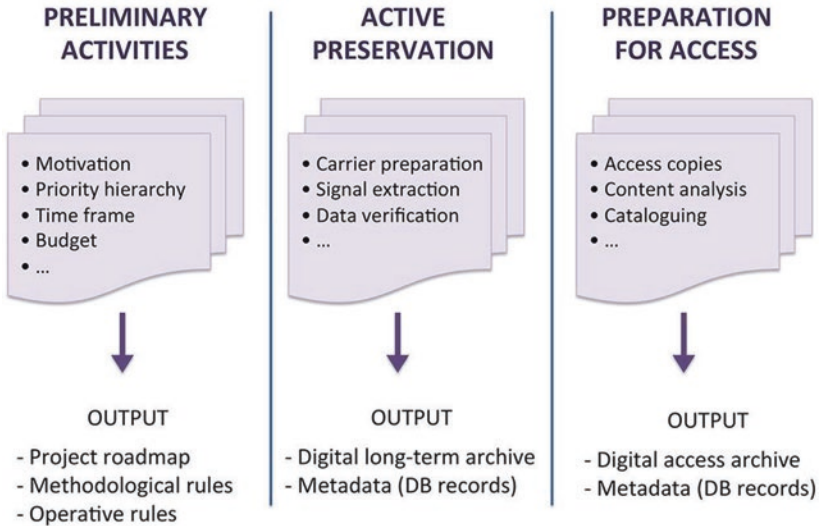 PRELIMINARY
ACTIVITIES
• Motivation
• Priority hierarchy
• Time frame
• Budget
• ...
OUTPUT
- Project roadmap
- Methodological rules
- Operative rules
ACTIVE
PRESERVATION
• Carrier preparation
• Signal extraction
• Data verification
• ...
OUTPUT
- Digital long-term archive
- Metadata (DB records)
PREPARATION
FOR ACCESS
• Access copies
• Content analysis
• Cataloguing
• ...
OUTPUT
- Digital access archive
- Metadata (DB records)